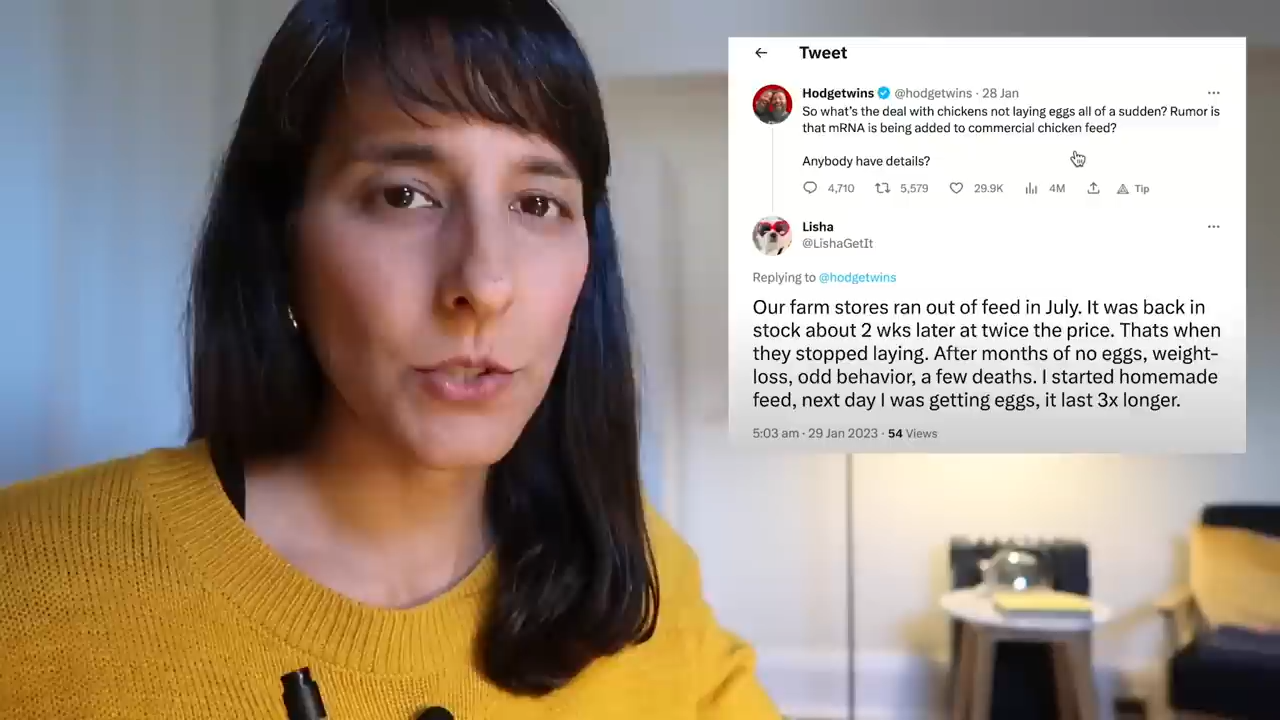 Tweet
Hodgetwins @hodgetwins · 28 Jan
So what's the deal with chickens not laying eggs all of a sudden? Rumor is
that mRNA is being added to commercial chicken feed?
Anybody have details?
4,710 5,579 29.9K 4M Tip
Lisha
@LishaGetIt
Replying to @hodgetwins
Our farm stores ran out of feed in July. It was back in
stock about 2 wks later at twice the price. Thats when
they stopped laying. After months of no eggs, weight-
loss, odd behavior, a few deaths. I started homemade
feed, next day I was getting eggs, it last 3x longer.
5:03 am · 29 Jan 2023 · 54 Views